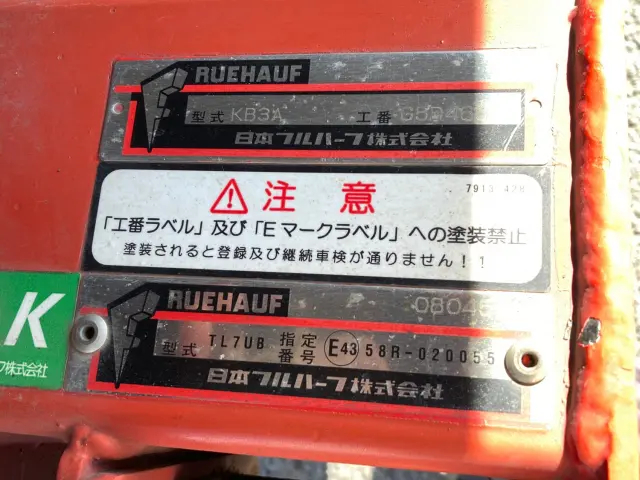 RUEHAUF
型式 KB3A 工番
日本フルハーフ株式会社
注意
7913
「工番ラベル」及び「Eマークラベル」への塗装禁止
塗装されると登録及び継続車検が通りません!!
RUEHAUF
型式 TL7UB 指定番号 E43 58R-020055
日本フルハーフ株式会社
K
フ株式会社